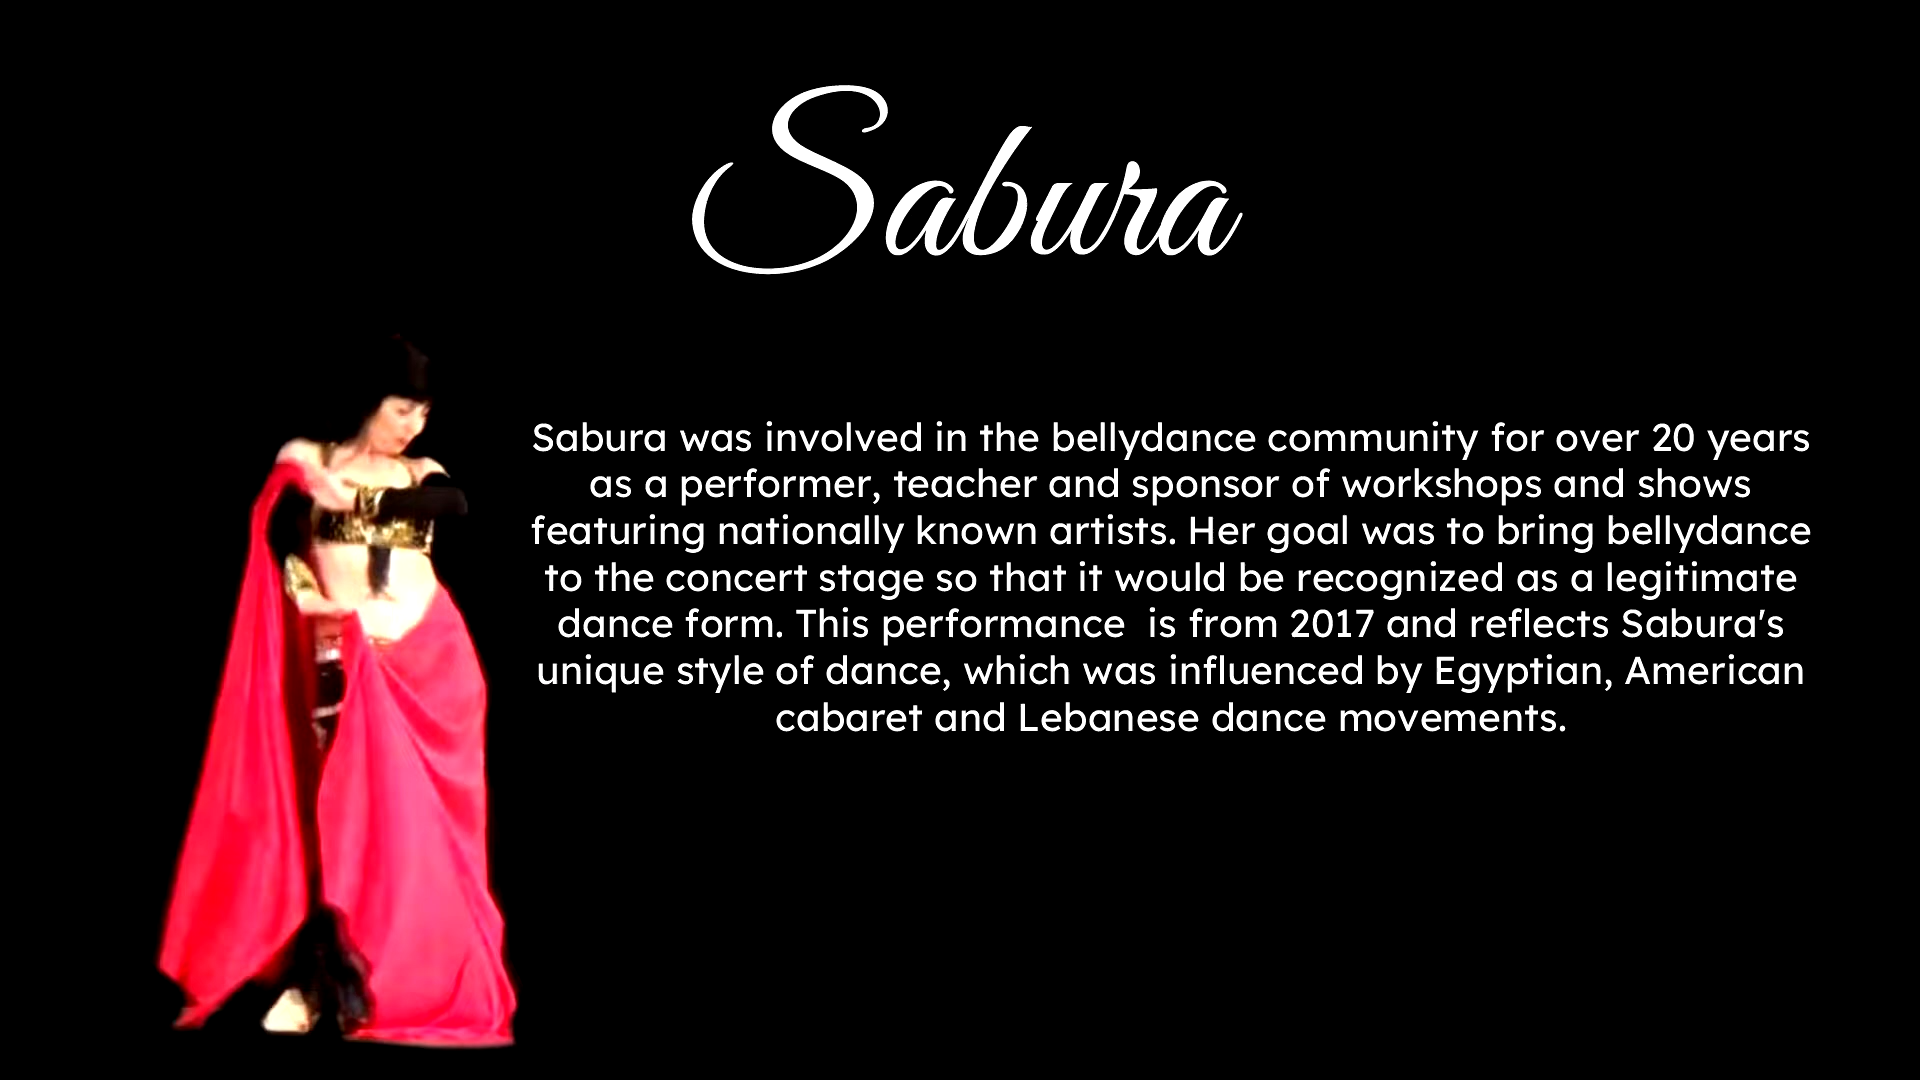 Sabura
Sabura was involved in the bellydance community for over 20 years
as a performer, teacher and sponsor of workshops and shows
featuring nationally known artists. Her goal was to bring bellydance
to the concert stage so that it would be recognized as a legitimate
dance form. This performance  is from 2017 and reflects Sabura's
unique style of dance, which was influenced by Egyptian, American
cabaret and Lebanese dance movements.